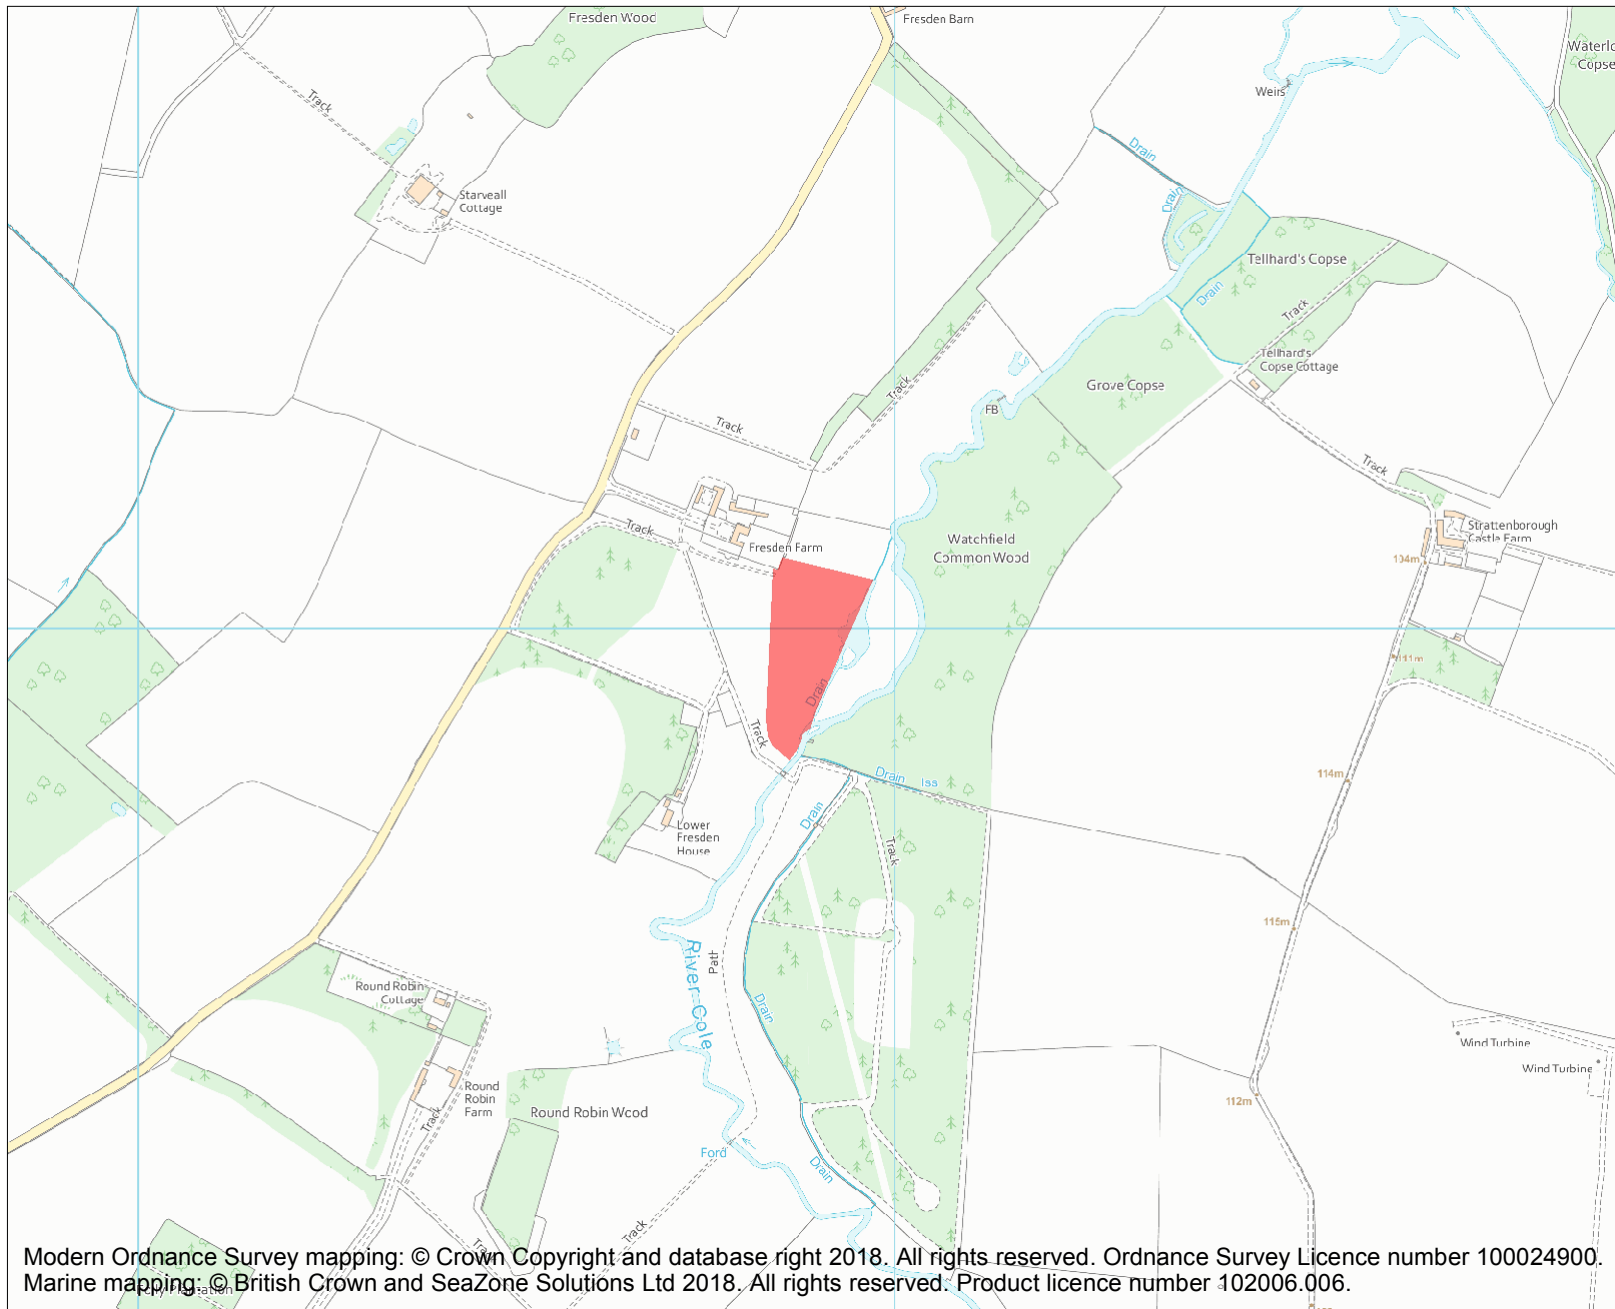 Fresden Wood
Fresden Barn
Waterlo
Copse
Weirs
Track
Drain
Drain
Starveall
Cottage
Tellhard's Copse
Drain
Track
Tellhard's
Copse Cottage
Grove Copse
Track
FB
Track
Track
Track
Strattenborough
Castle Farm
Watchfield
Common Wood
Fresden Farm
104m
111m
Drain
Track
Drain
Iss
114m
Drain
Lower
Fresden
House
Track
115m
River Cole
Path
Round Robin
Cottage
Drain
Wind Turbine
Wind Turbine
Round
Robin
Farm
Track
Round Robin Wood
112m
Ford
Drain
Track
Track
Modern Ordnance Survey mapping: © Crown Copyright and database right 2018. All rights reserved. Ordnance Survey Licence number 100024900.
Marine mapping: © British Crown and SeaZone Solutions Ltd 2018. All rights reserved. Product licence number 102006.006.
Plantation